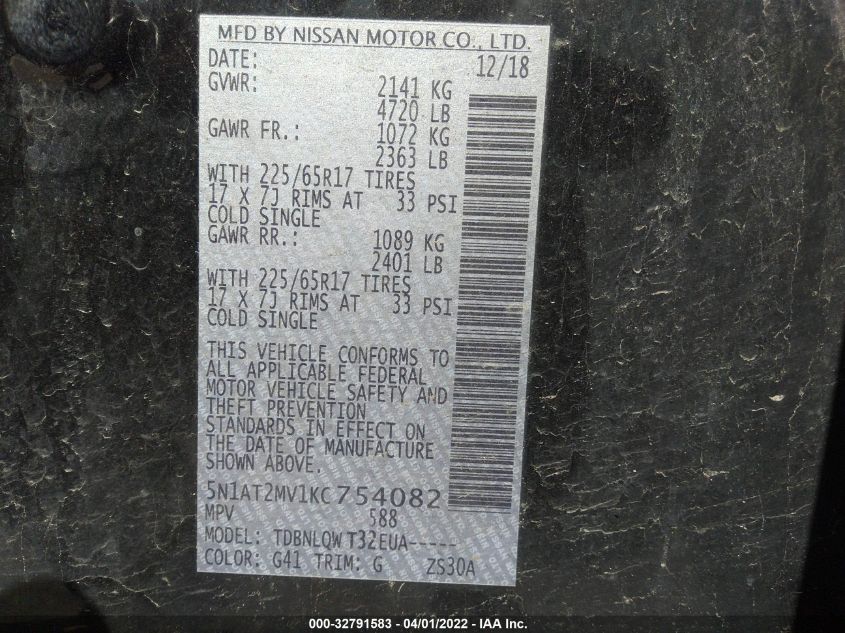 MFD BY NISSAN MOTOR CO., LTD.
DATE: 12/18
GVWR: 2141 KG
4720 LB
GAWR FR.: 1072 KG
2363 LB
WITH 225/65R17 TIRES
17 X 7J RIMS AT 33 PSI
COLD SINGLE
GAWR RR.: 1089 KG
2401 LB
WITH 225/65R17 TIRES
17 X 7J RIMS AT 33 PSI
COLD SINGLE
THIS VEHICLE CONFORMS TO
ALL APPLICABLE FEDERAL
MOTOR VEHICLE SAFETY AND
THEFT PREVENTION
STANDARDS IN EFFECT ON
THE DATE OF MANUFACTURE
SHOWN ABOVE.
5N1AT2MV1KC754082
MPV 588
MODEL: TDBNLQW T32EUA-----
COLOR: G41 TRIM: G ZS30A
000-32791583 - 04/01/2022 - IAA Inc.